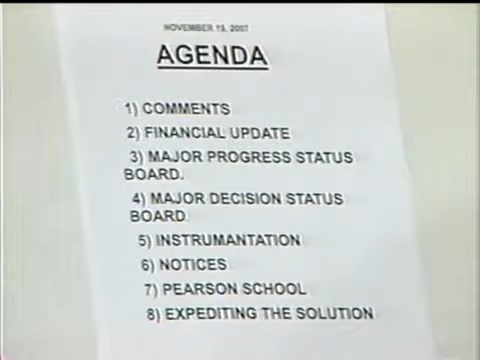 NOVEMBER 19, 2007
AGENDA
1) COMMENTS
2) FINANCIAL UPDATE
3) MAJOR PROGRESS STATUS
BOARD.
4) MAJOR DECISION STATUS
BOARD
5) INSTRUMANTATION
6) NOTICES
7) PEARSON SCHOOL
8) EXPEDITING THE SOLUTION